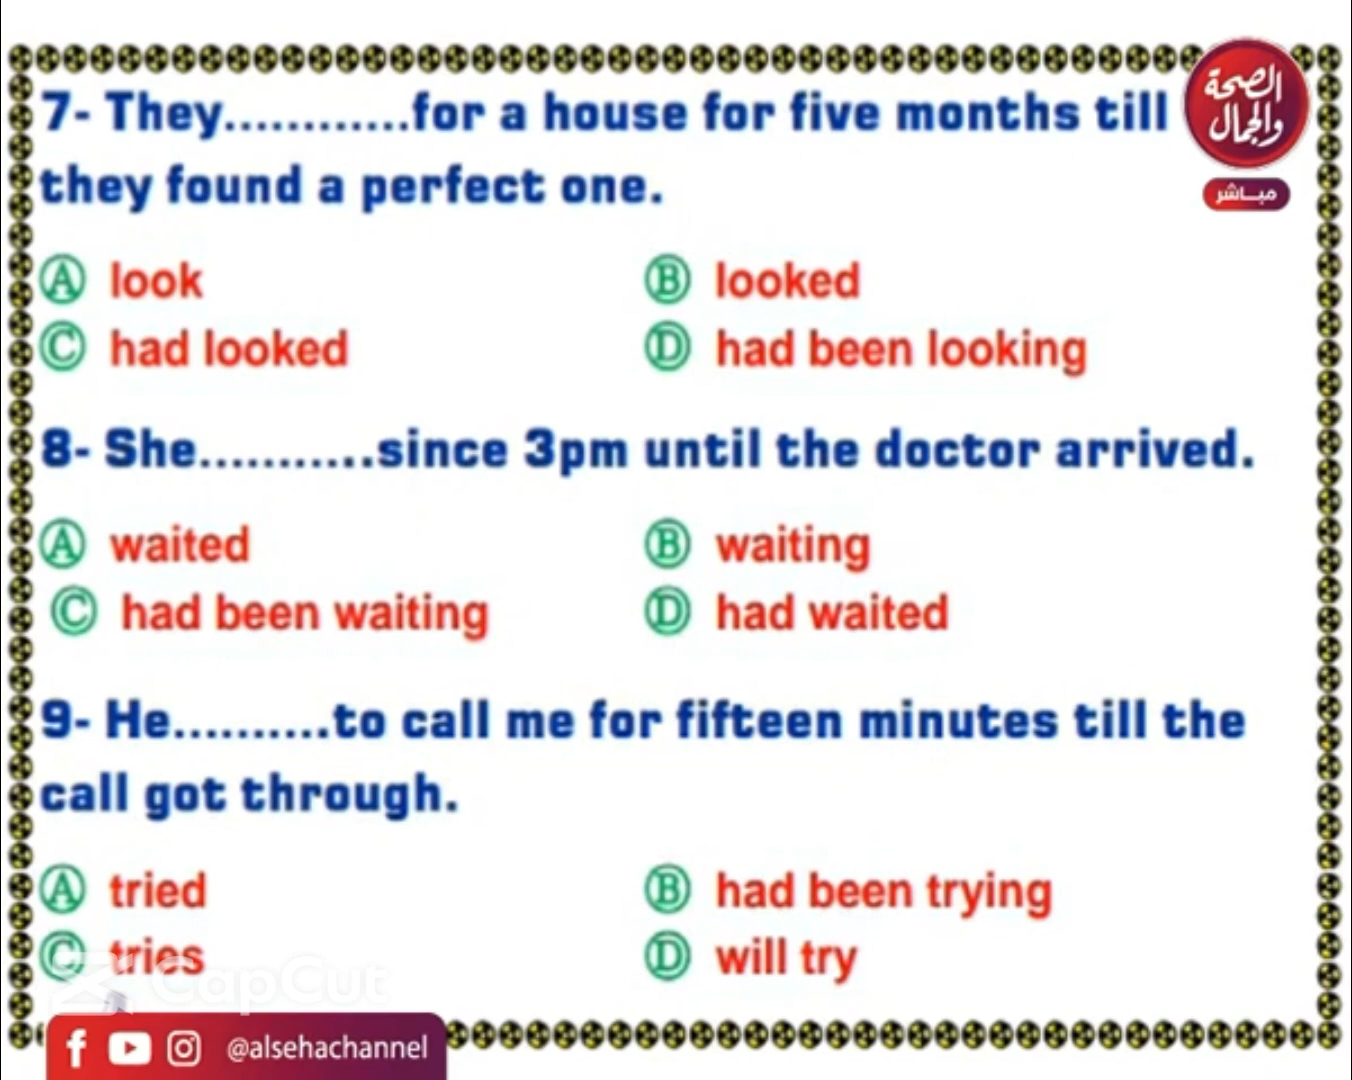 الصحة
والجمال
مباشر
7- They............for a house for five months till
they found a perfect one.
A look
B looked
C had looked
D had been looking
8- She...........since 3pm until the doctor arrived.
A waited
B waiting
C had been waiting
D had waited
9- He..........to call me for fifteen minutes till the
call got through.
A tried
B had been trying
C tries
D will try
CapCut
@alsehachannel